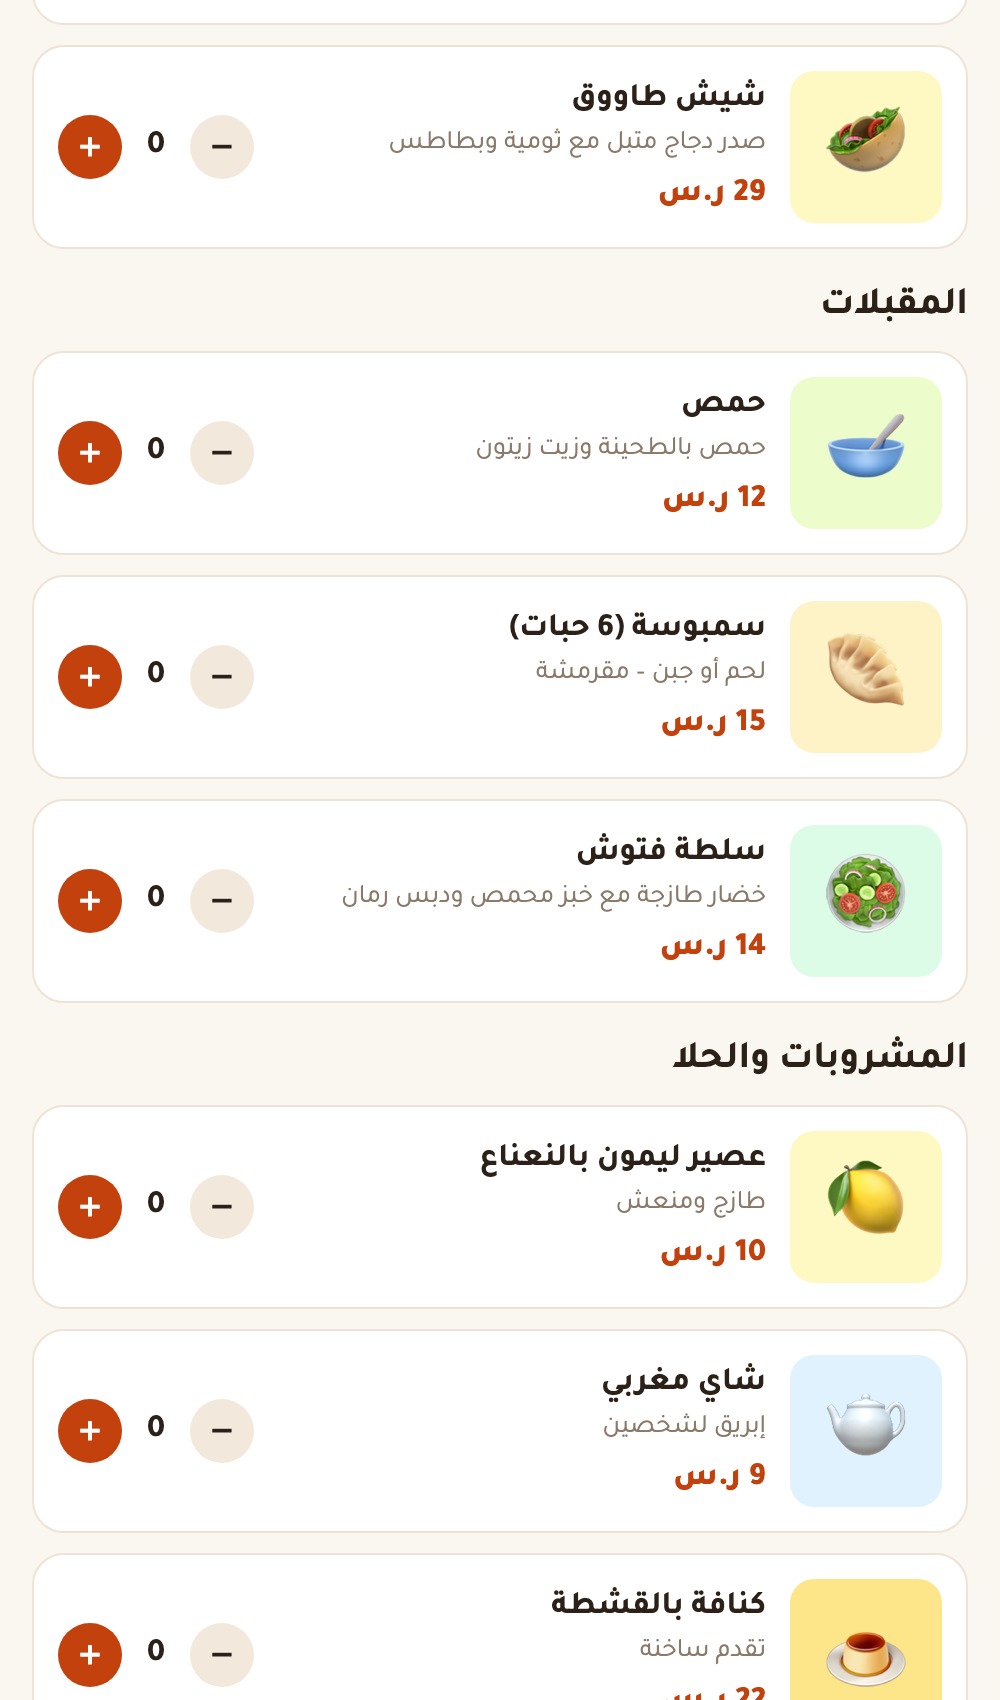 شيش طاووق
صدر دجاج متبل مع ثومية وبطاطس
29 ر.س
−
0
+
المقبلات
حمص
حمص بالطحينة وزيت زيتون
12 ر.س
−
0
+
سمبوسة (6 حبات)
لحم أو جبن - مقرمشة
15 ر.س
−
0
+
سلطة فتوش
خضار طازجة مع خبز محمص ودبس رمان
14 ر.س
−
0
+
المشروبات والحلا
عصير ليمون بالنعناع
طازج ومنعش
10 ر.س
−
0
+
شاي مغربي
إبريق لشخصين
9 ر.س
−
0
+
كنافة بالقشطة
تقدم ساخنة
22 ر.س
−
0
+